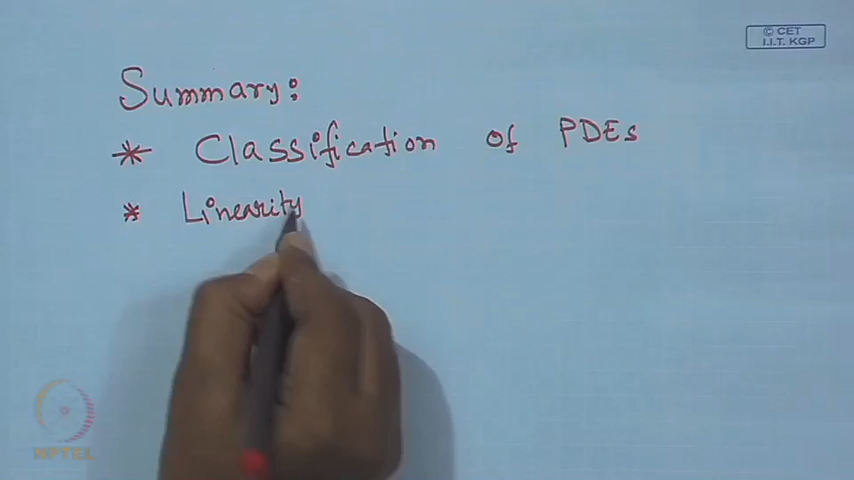 © CET
I.I.T. KGP
Summary:
* Classification of PDEs
* Linearity
NPTEL